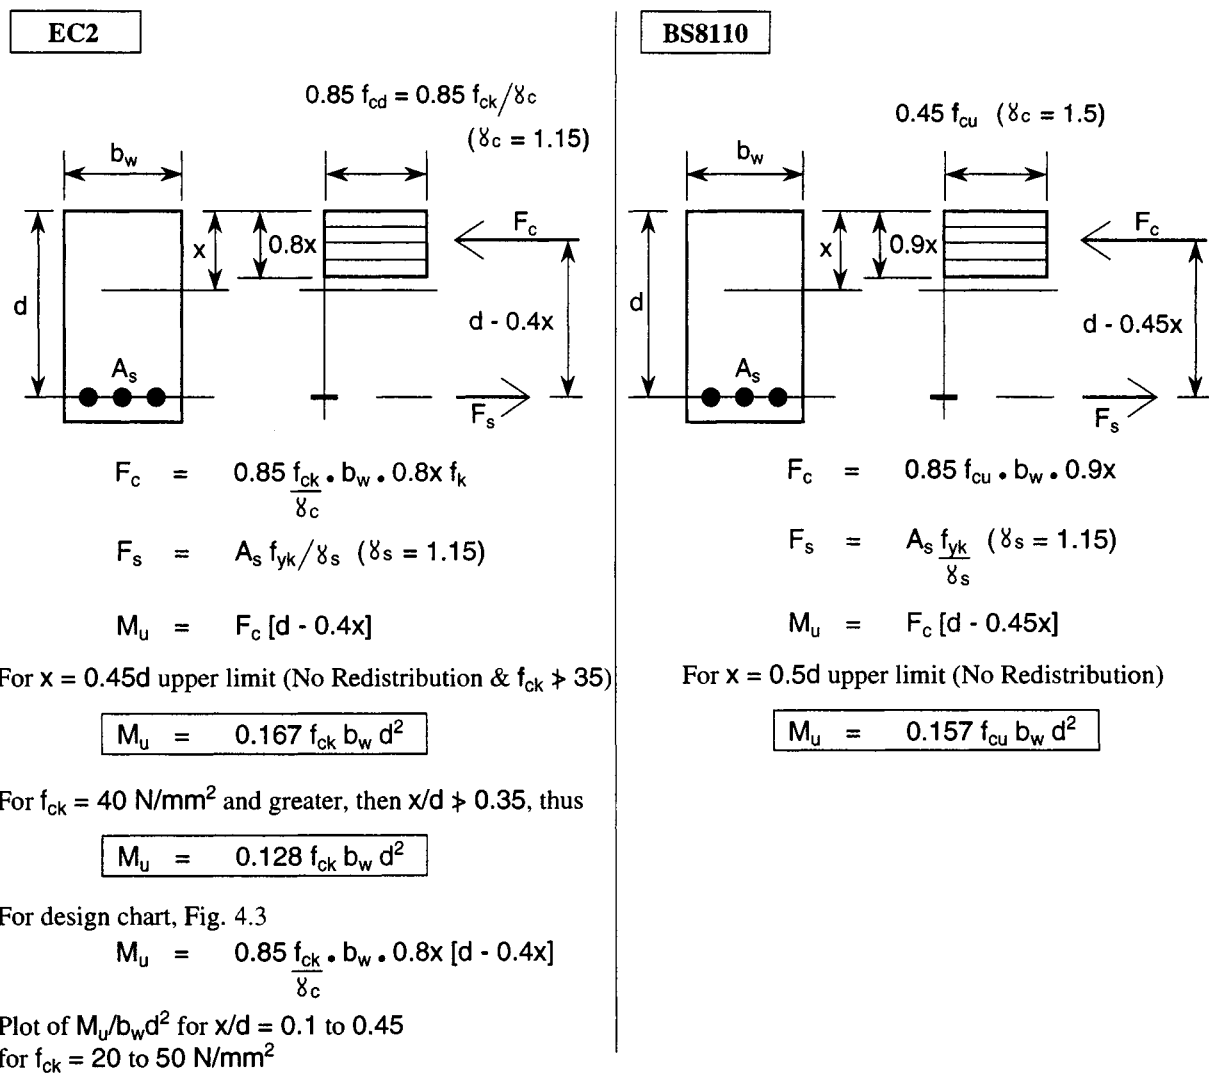 EC2
0.85 f_cd = 0.85 f_ck/γc
(γc = 1.15)
b_w
x
0.8x
F_c
d
d - 0.4x
A_s
F_s
F_c = 0.85 f_ck/γc • b_w • 0.8x f_k
F_s = A_s f_yk/γs (γs = 1.15)
M_u = F_c [d - 0.4x]
For x = 0.45d upper limit (No Redistribution & f_ck ≯ 35)
M_u = 0.167 f_ck b_w d²
For f_ck = 40 N/mm² and greater, then x/d ≯ 0.35, thus
M_u = 0.128 f_ck b_w d²
For design chart, Fig. 4.3
M_u = 0.85 f_ck/γc • b_w • 0.8x [d - 0.4x]
Plot of M_u/b_wd² for x/d = 0.1 to 0.45
for f_ck = 20 to 50 N/mm²
BS8110
0.45 f_cu (γc = 1.5)
b_w
x
0.9x
F_c
d
d - 0.45x
A_s
F_s
F_c = 0.85 f_cu • b_w • 0.9x
F_s = A_s f_yk/γs (γs = 1.15)
M_u = F_c [d - 0.45x]
For x = 0.5d upper limit (No Redistribution)
M_u = 0.157 f_cu b_w d²